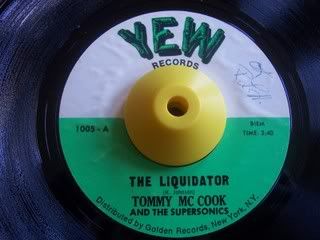 YEW
RECORDS
1005-A
BIEM
TIME: 2:40
THE LIQUIDATOR
TOMMY MC COOK
AND THE SUPERSONICS
Distributed by Golden Records, New York, N.Y.